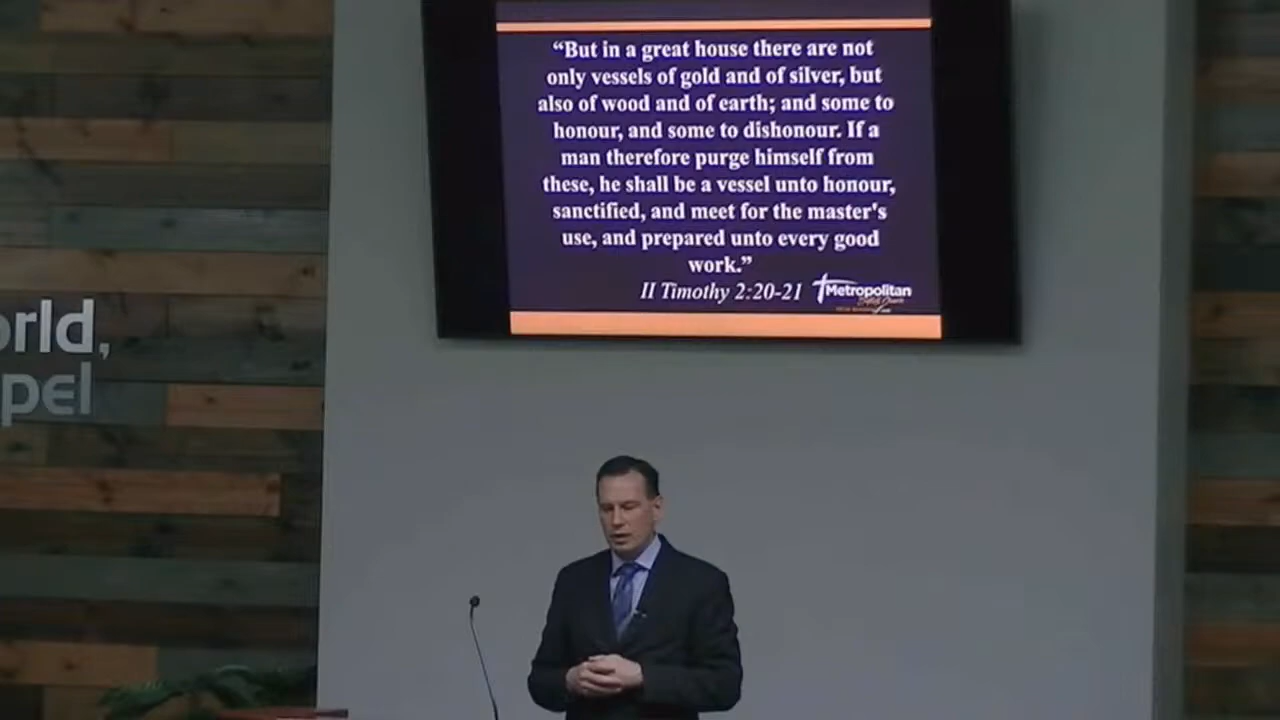 “But in a great house there are not
only vessels of gold and of silver, but
also of wood and of earth; and some to
honour, and some to dishonour. If a
man therefore purge himself from
these, he shall be a vessel unto honour,
sanctified, and meet for the master's
use, and prepared unto every good
work.”
II Timothy 2:20-21
Metropolitan
Baptist Church
orld,
pel